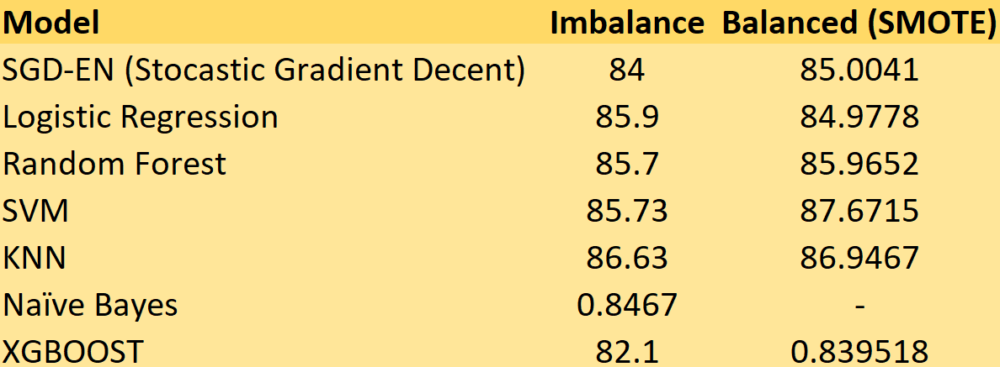 Model Imbalance Balanced (SMOTE)
SGD-EN (Stocastic Gradient Decent) 84 85.0041
Logistic Regression 85.9 84.9778
Random Forest 85.7 85.9652
SVM 85.73 87.6715
KNN 86.63 86.9467
Naïve Bayes 0.8467 -
XGBOOST 82.1 0.839518